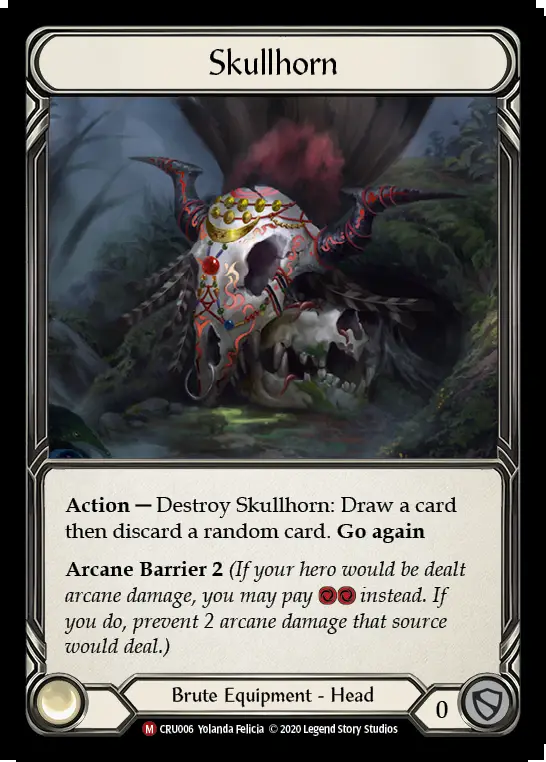 Skullhorn
Action — Destroy Skullhorn: Draw a card
then discard a random card. Go again
Arcane Barrier 2 (If your hero would be dealt
arcane damage, you may pay instead. If
you do, prevent 2 arcane damage that source
would deal.)
Brute Equipment - Head
0
M CRU006 Yolanda Felicia © 2020 Legend Story Studios